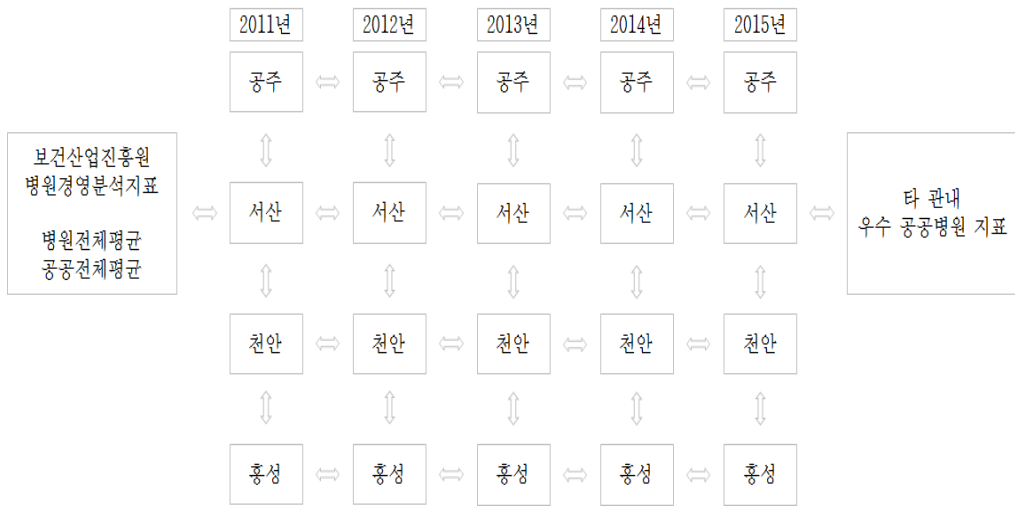 2011년 2012년 2013년 2014년 2015년
공주 공주 공주 공주 공주
보건산업진흥원
병원경영분석지표
병원전체평균
공공전체평균
서산 서산 서산 서산 서산
타 관내
우수 공공병원 지표
천안 천안 천안 천안 천안
홍성 홍성 홍성 홍성 홍성